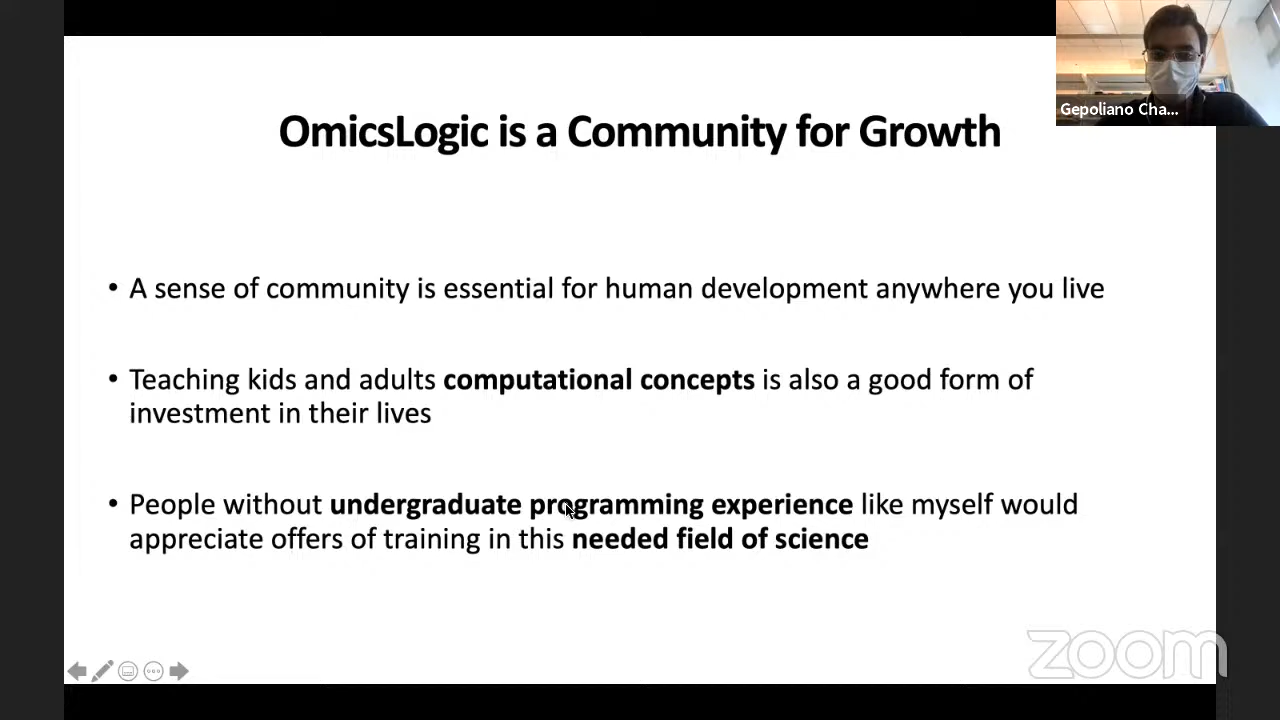 OmicsLogic is a Community for Growth
Gepoliano Cha...
• A sense of community is essential for human development anywhere you live
• Teaching kids and adults computational concepts is also a good form of
investment in their lives
• People without undergraduate programming experience like myself would
appreciate offers of training in this needed field of science
zoom